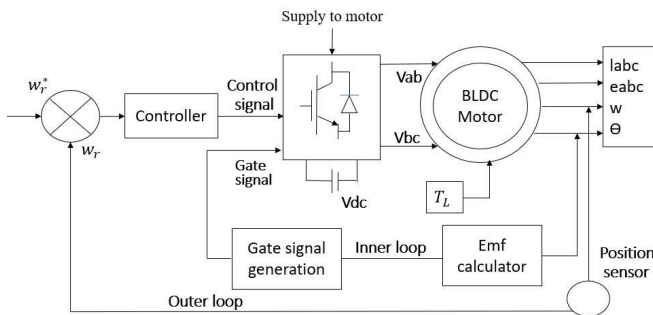 Supply to motor
w_r^*
w_r
Controller
Control
signal
Gate
signal
Vdc
Vab
Vbc
BLDC
Motor
T_L
Iabc
eabc
w
Θ
Gate signal
generation
Inner loop
Emf
calculator
Position
sensor
Outer loop